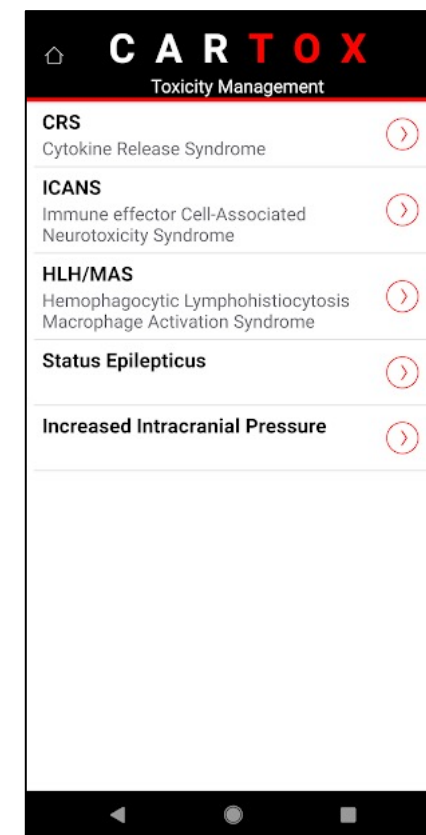 CARTOX
Toxicity Management
CRS
Cytokine Release Syndrome
ICANS
Immune effector Cell-Associated
Neurotoxicity Syndrome
HLH/MAS
Hemophagocytic Lymphohistiocytosis
Macrophage Activation Syndrome
Status Epilepticus
Increased Intracranial Pressure